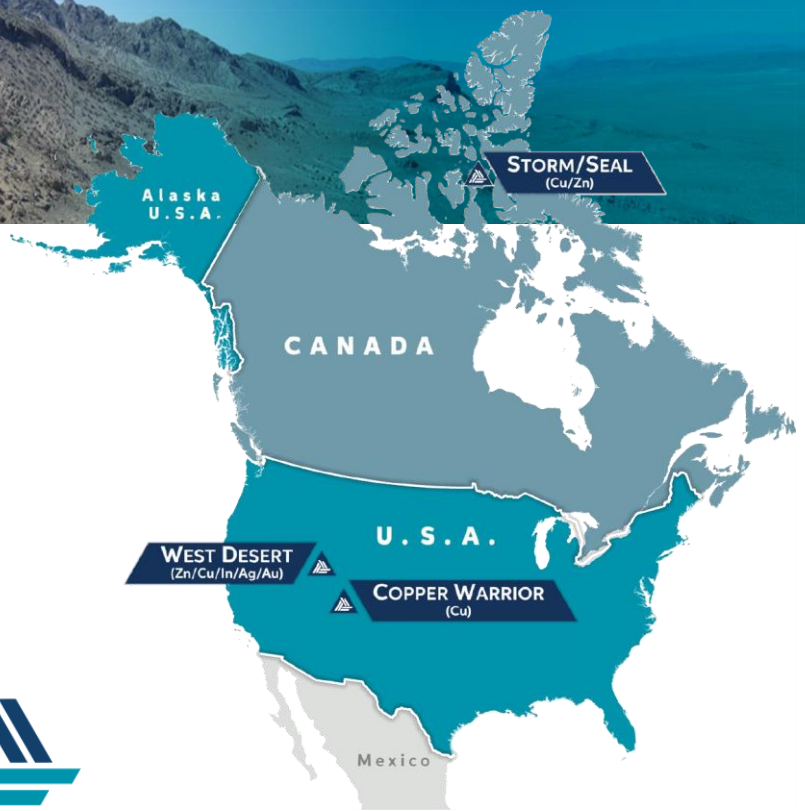 STORM/SEAL
(Cu/Zn)
Alaska
U.S.A.
CANADA
U.S.A.
WEST DESERT
(Zn/Cu/In/Ag/Au)
COPPER WARRIOR
(Cu)
Mexico